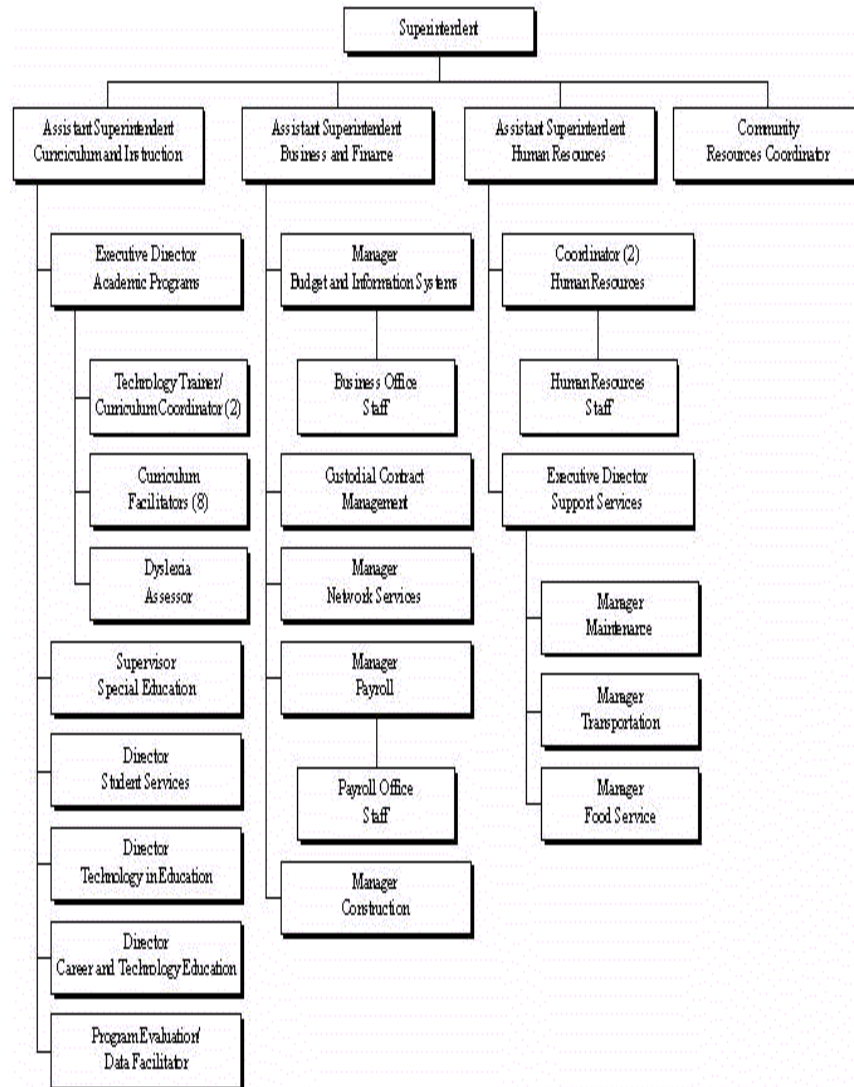 Superintendent
Assistant Superintendent
Curriculum and Instruction
Assistant Superintendent
Business and Finance
Assistant Superintendent
Human Resources
Community
Resources Coordinator
Executive Director
Academic Programs
Technology Trainer/
Curriculum Coordinator (2)
Curriculum
Facilitators (8)
Dyslexia
Assessor
Supervisor
Special Education
Director
Student Services
Director
Technology in Education
Director
Career and Technology Education
Program Evaluation/
Data Facilitator
Manager
Budget and Information Systems
Business Office
Staff
Custodial Contract
Management
Manager
Network Services
Manager
Payroll
Payroll Office
Staff
Manager
Construction
Coordinator (2)
Human Resources
Human Resources
Staff
Executive Director
Support Services
Manager
Maintenance
Manager
Transportation
Manager
Food Service